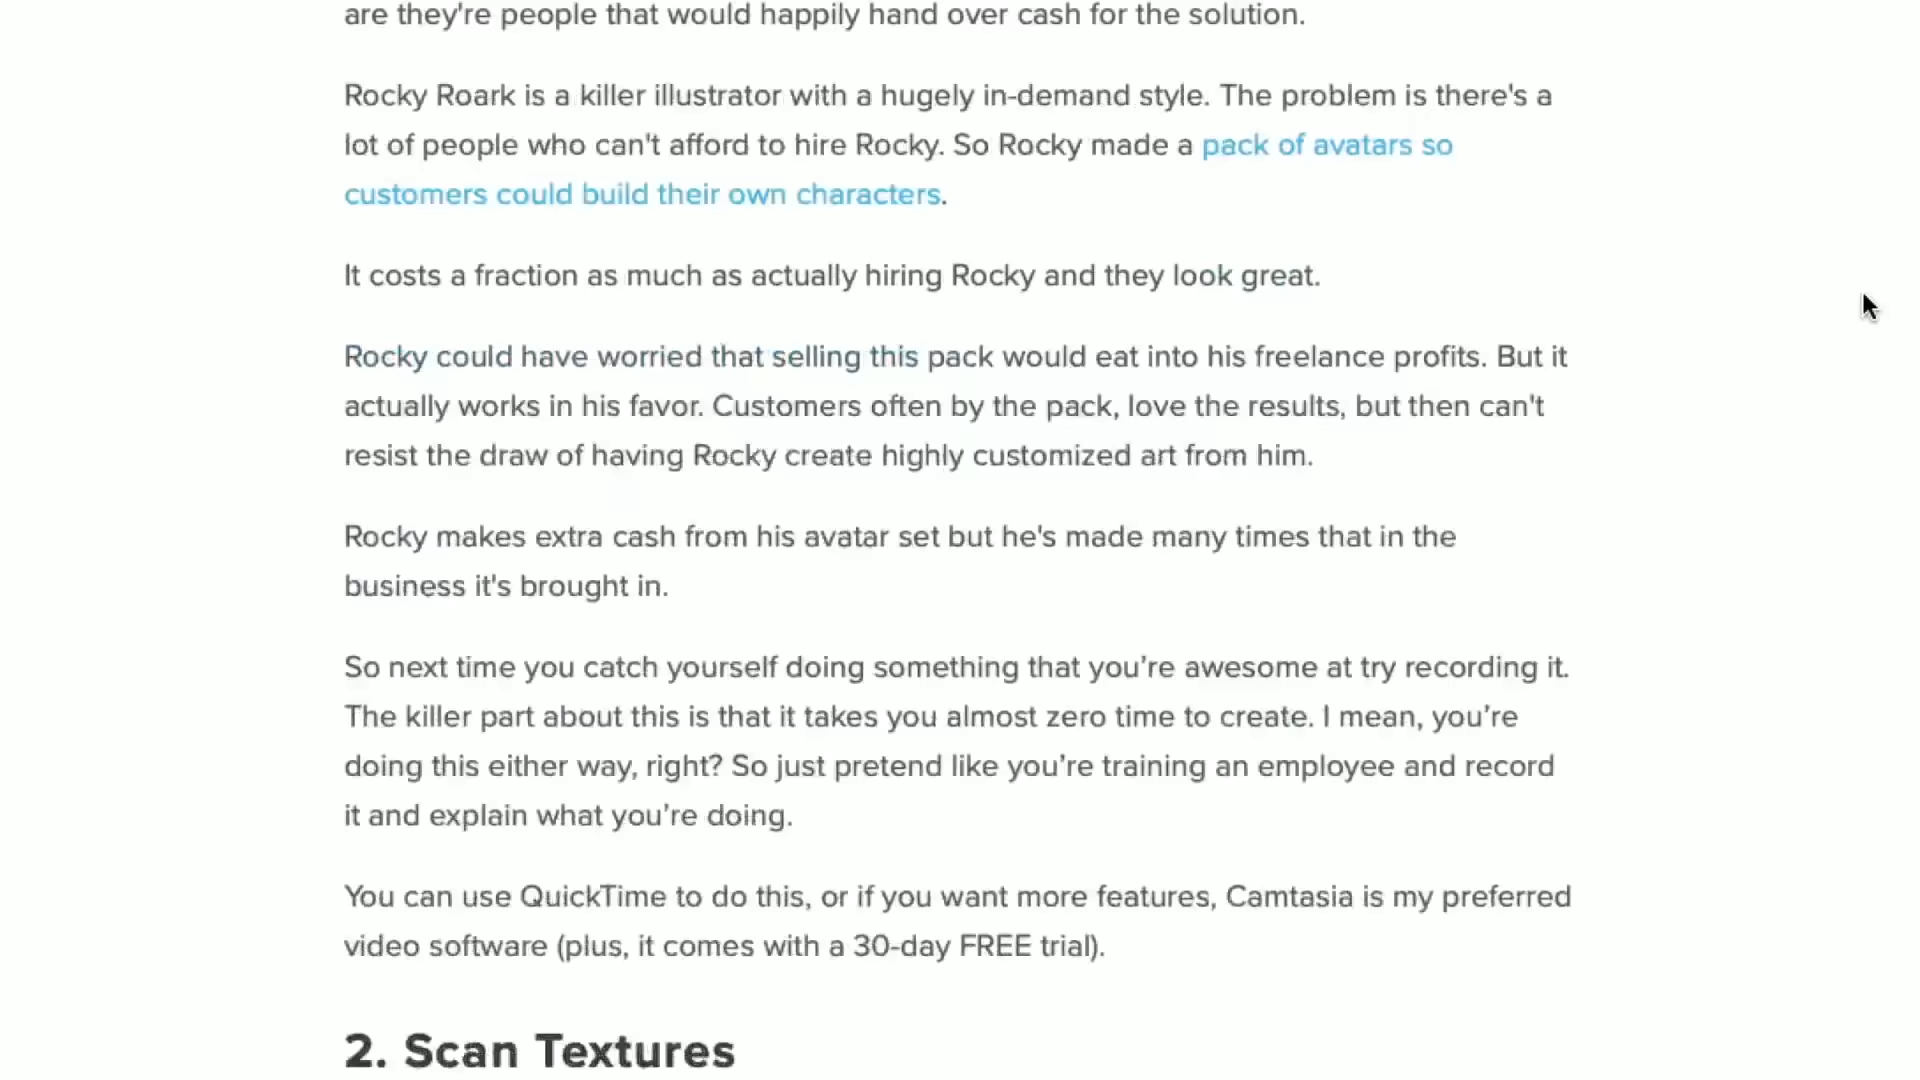 are they're people that would happily hand over cash for the solution.
Rocky Roark is a killer illustrator with a hugely in-demand style. The problem is there's a
lot of people who can't afford to hire Rocky. So Rocky made a pack of avatars so
customers could build their own characters.
It costs a fraction as much as actually hiring Rocky and they look great.
Rocky could have worried that selling this pack would eat into his freelance profits. But it
actually works in his favor. Customers often by the pack, love the results, but then can't
resist the draw of having Rocky create highly customized art from him.
Rocky makes extra cash from his avatar set but he's made many times that in the
business it's brought in.
So next time you catch yourself doing something that you’re awesome at try recording it.
The killer part about this is that it takes you almost zero time to create. I mean, you’re
doing this either way, right? So just pretend like you’re training an employee and record
it and explain what you’re doing.
You can use QuickTime to do this, or if you want more features, Camtasia is my preferred
video software (plus, it comes with a 30-day FREE trial).
2. Scan Textures